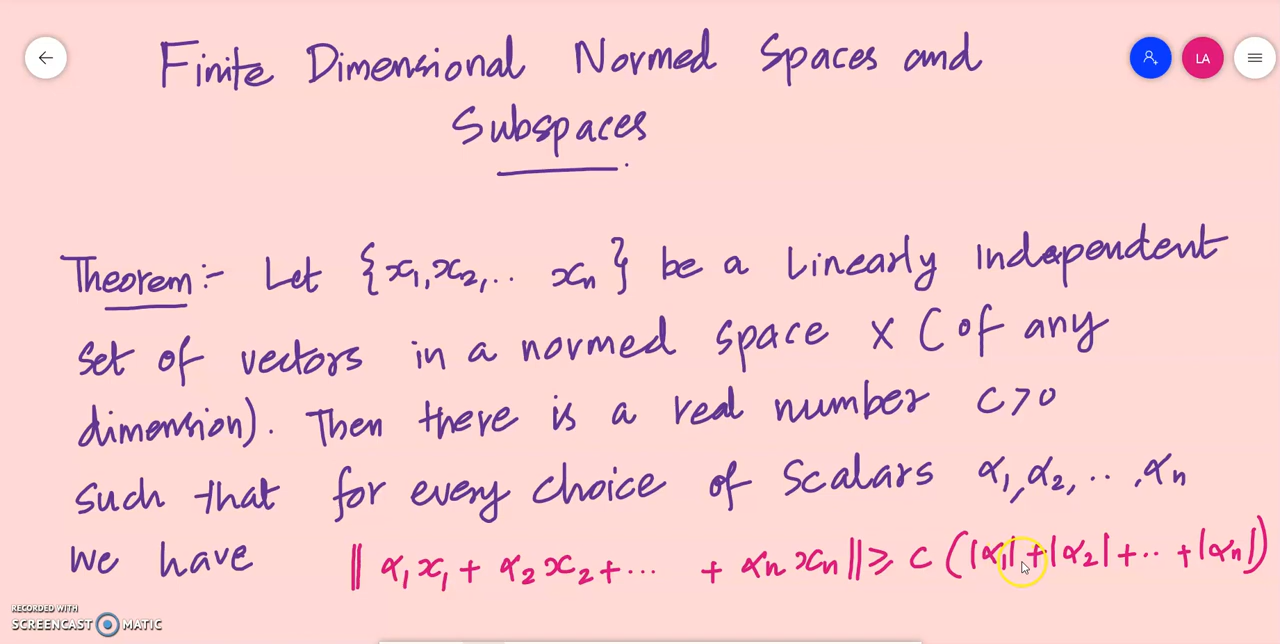 Finite Dimensional Normed Spaces and
Subspaces
LA
Theorem:- Let {x₁,x₂,.. xₙ} be a Linearly Independent
set of vectors in a normed space X (of any
dimension). Then there is a real number C>0
such that for every choice of Scalars α₁,α₂,..,αₙ
we have ‖α₁x₁+α₂x₂+... + αₙxₙ‖≥ C (|α₁|+|α₂|+..+|αₙ|)
RECORDED WITH
SCREENCAST MATIC